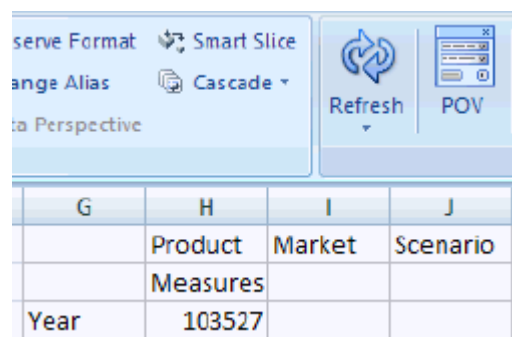 serve Format Smart Slice
ange Alias Cascade
ta Perspective
Refresh POV
G H I J
Product Market Scenario
Measures
Year 103527